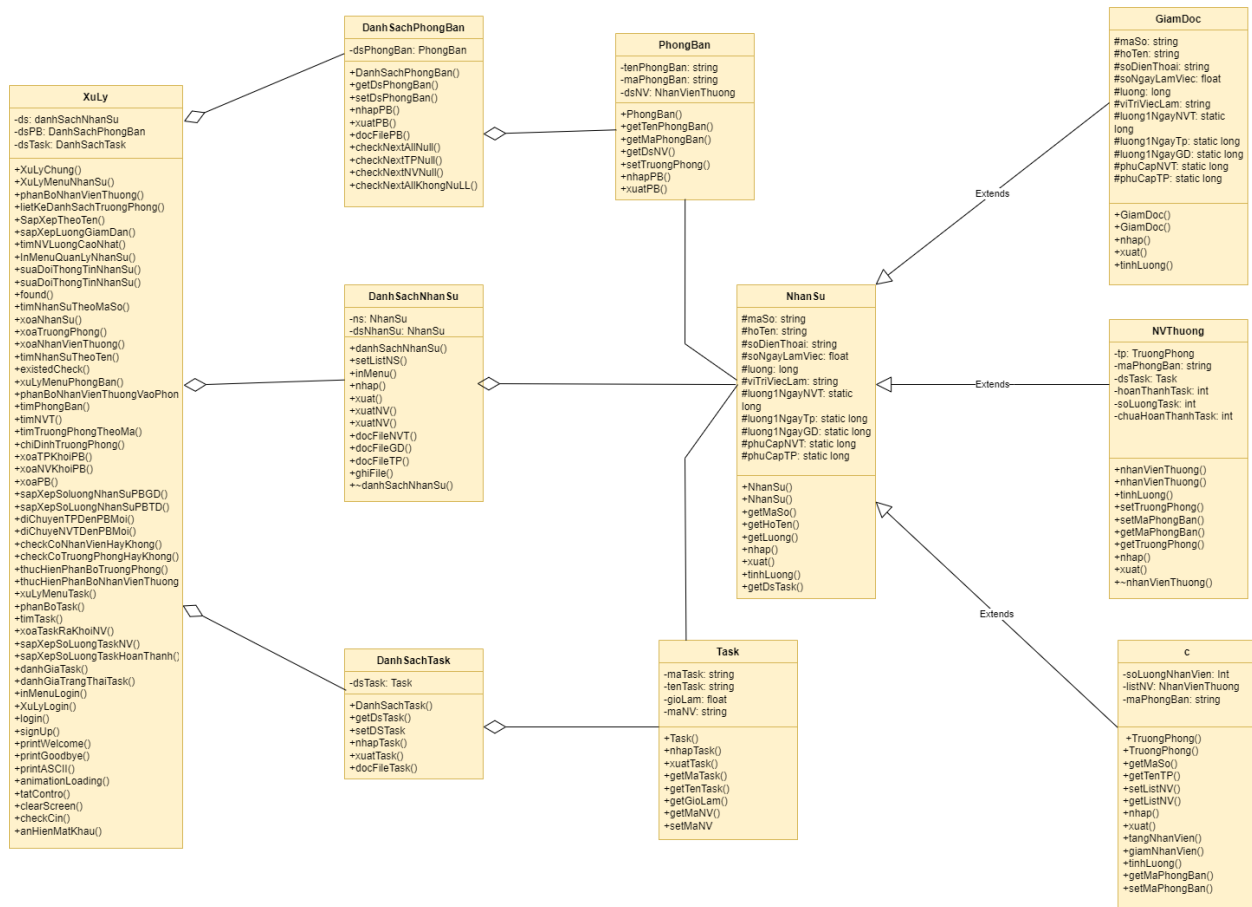 XuLy
-ds: danhSachNhanSu
-dsPB: DanhSachPhongBan
-dsTask: DanhSachTask
+XuLyChung()
+XuLyMenuNhanSu()
+phanBoNhanVienThuong()
+lietKeDanhSachTruongPhong()
+SapXepTheoTen()
+sapXepLuongGiamDan()
+timNVLuongCaoNhat()
+InMenuQuanLyNhanSu()
+suaDoiThongTinNhanSu()
+suaDoiThongTinNhanSu()
+found()
+timNhanSuTheoMaSo()
+xoaNhanSu()
+xoaTruongPhong()
+xoaNhanVienThuong()
+timNhanSuTheoTen()
+existedCheck()
+xuLyMenuPhongBan()
+phanBoNhanVienThuongVaoPhon
+timPhongBan()
+timNVT()
+timTruongPhongTheoMa()
+chiDinhTruongPhong()
+xoaTPKhoiPB()
+xoaNVKhoiPB()
+xoaPB()
+sapXepSoluongNhanSuPBGD()
+sapXepSoLuongNhanSuPBTD()
+diChuyenTPDenPBMoi()
+diChuyeNVTDenPBMoi()
+checkCoNhanVienHayKhong()
+checkCoTruongPhongHayKhong()
+thucHienPhanBoTruongPhong()
+thucHienPhanBoNhanVienThuong
+xuLyMenuTask()
+phanBoTask()
+timTask()
+xoaTaskRaKhoiNV()
+sapXepSoLuongTaskNV()
+sapXepSoLuongTaskHoanThanh()
+danhGiaTask()
+danhGiaTrangThaiTask()
+inMenuLogin()
+XuLyLogin()
+login()
+signUp()
+printWelcome()
+printGoodbye()
+printASCII()
+animationLoading()
+tatContro()
+clearScreen()
+checkCin()
+anHienMatKhau()
DanhSachPhongBan
-dsPhongBan: PhongBan
+DanhSachPhongBan()
+getDsPhongBan()
+setDsPhongBan()
+nhapPB()
+xuatPB()
+docFilePB()
+checkNextAllNull()
+checkNextTPNull()
+checkNextNVNull()
+checkNextAllKhongNuLL()
DanhSachNhanSu
-ns: NhanSu
-dsNhanSu: NhanSu
+danhSachNhanSu()
+setListNS()
+inMenu()
+nhap()
+xuat()
+xuatNV()
+xuatNV()
+docFileNVT()
+docFileGD()
+docFileTP()
+ghiFile()
+~danhSachNhanSu()
DanhSachTask
-dsTask: Task
+DanhSachTask()
+getDsTask()
+setDSTask
+nhapTask()
+xuatTask()
+docFileTask()
PhongBan
-tenPhongBan: string
-maPhongBan: string
-dsNV: NhanVienThuong
+PhongBan()
+getTenPhongBan()
+getMaPhongBan()
+getDsNV()
+setTruongPhong()
+nhapPB()
+xuatPB()
NhanSu
#maSo: string
#hoTen: string
#soDienThoai: string
#soNgayLamViec: float
#luong: long
#viTriViecLam: string
#luong1NgayNVT: static
long
#luong1NgayTp: static long
#luong1NgayGD: static long
#phuCapNVT: static long
#phuCapTP: static long
+NhanSu()
+NhanSu()
+getMaSo()
+getHoTen()
+getLuong()
+nhap()
+xuat()
+tinhLuong()
+getDsTask()
Task
-maTask: string
-tenTask: string
-gioLam: float
-maNV: string
+Task()
+nhapTask()
+xuatTask()
+getMaTask()
+getTenTask()
+getGioLam()
+getMaNV()
+setMaNV
Extends
Extends
Extends
GiamDoc
#maSo: string
#hoTen: string
#soDienThoai: string
#soNgayLamViec: float
#luong: long
#viTriViecLam: string
#luong1NgayNVT: static
long
#luong1NgayTp: static long
#luong1NgayGD: static long
#phuCapNVT: static long
#phuCapTP: static long
+GiamDoc()
+GiamDoc()
+nhap()
+xuat()
+tinhLuong()
NVThuong
-tp: TruongPhong
-maPhongBan: string
-dsTask: Task
-hoanThanhTask: int
-soLuongTask: int
-chuaHoanThanhTask: int
+nhanVienThuong()
+nhanVienThuong()
+tinhLuong()
+setTruongPhong()
+setMaPhongBan()
+getMaPhongBan()
+getTruongPhong()
+nhap()
+xuat()
+~nhanVienThuong()
c
-soLuongNhanVien: Int
-listNV: NhanVienThuong
-maPhongBan: string
+TruongPhong()
+TruongPhong()
+getMaSo()
+getTenTP()
+setListNV()
+getListNV()
+nhap()
+xuat()
+tangNhanVien()
+giamNhanVien()
+tinhLuong()
+getMaPhongBan()
+setMaPhongBan()